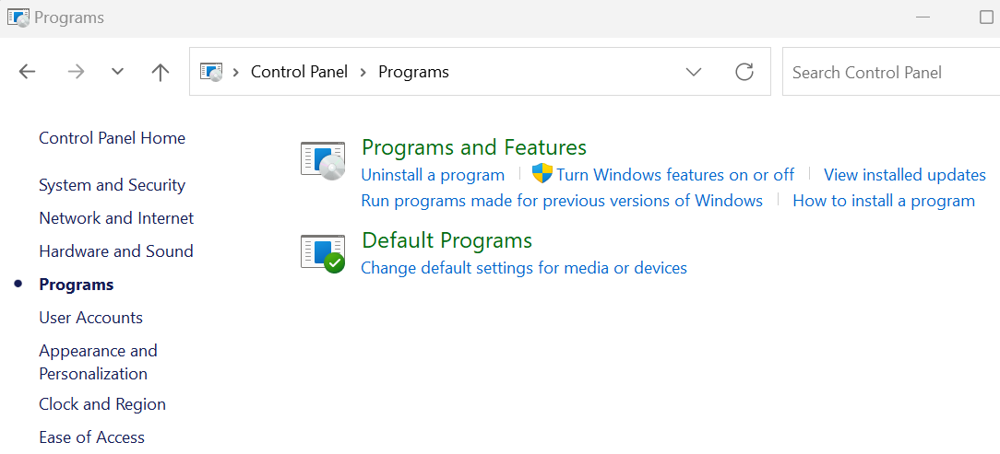 Programs
Control Panel > Programs
Search Control Panel
Control Panel Home
System and Security
Network and Internet
Hardware and Sound
Programs
User Accounts
Appearance and
Personalization
Clock and Region
Ease of Access
Programs and Features
Uninstall a program
Turn Windows features on or off
View installed updates
Run programs made for previous versions of Windows
How to install a program
Default Programs
Change default settings for media or devices